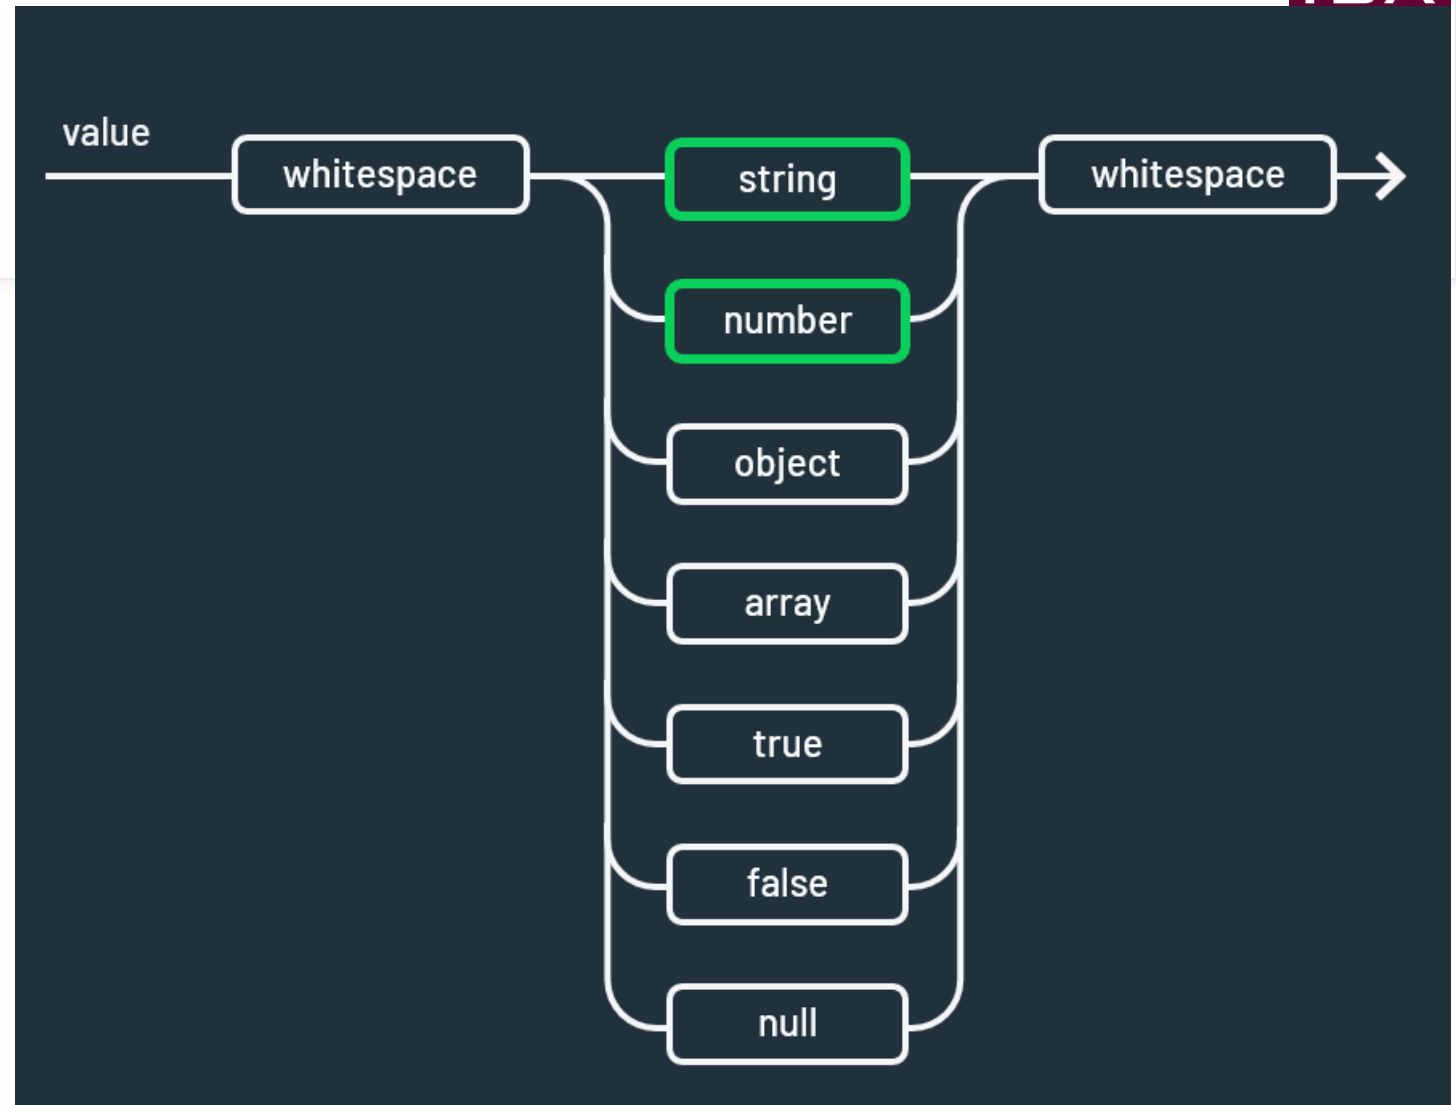 value
whitespace
string
whitespace
number
object
array
true
false
null